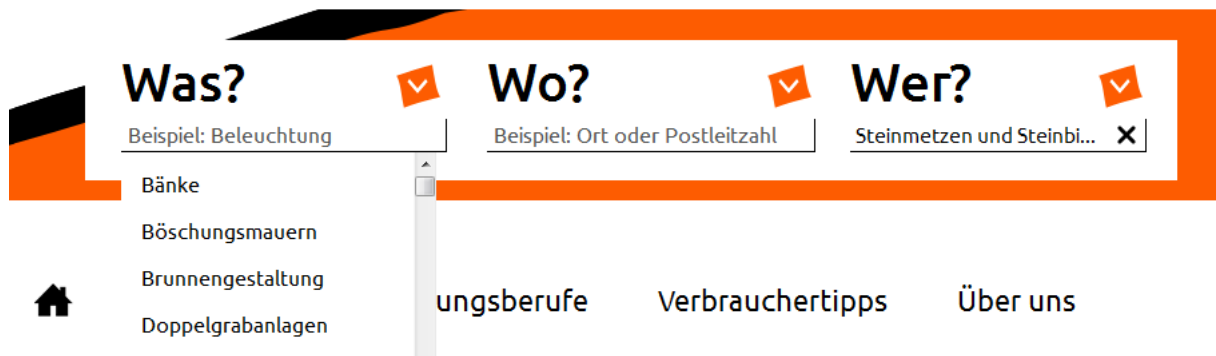 Was?
Wo?
Wer?
Beispiel: Beleuchtung
Beispiel: Ort oder Postleitzahl
Steinmetzen und Steinbi...
Bänke
Böschungsmauern
Brunnengestaltung
Doppelgrabanlagen
ungsberufe
Verbrauchertipps
Über uns